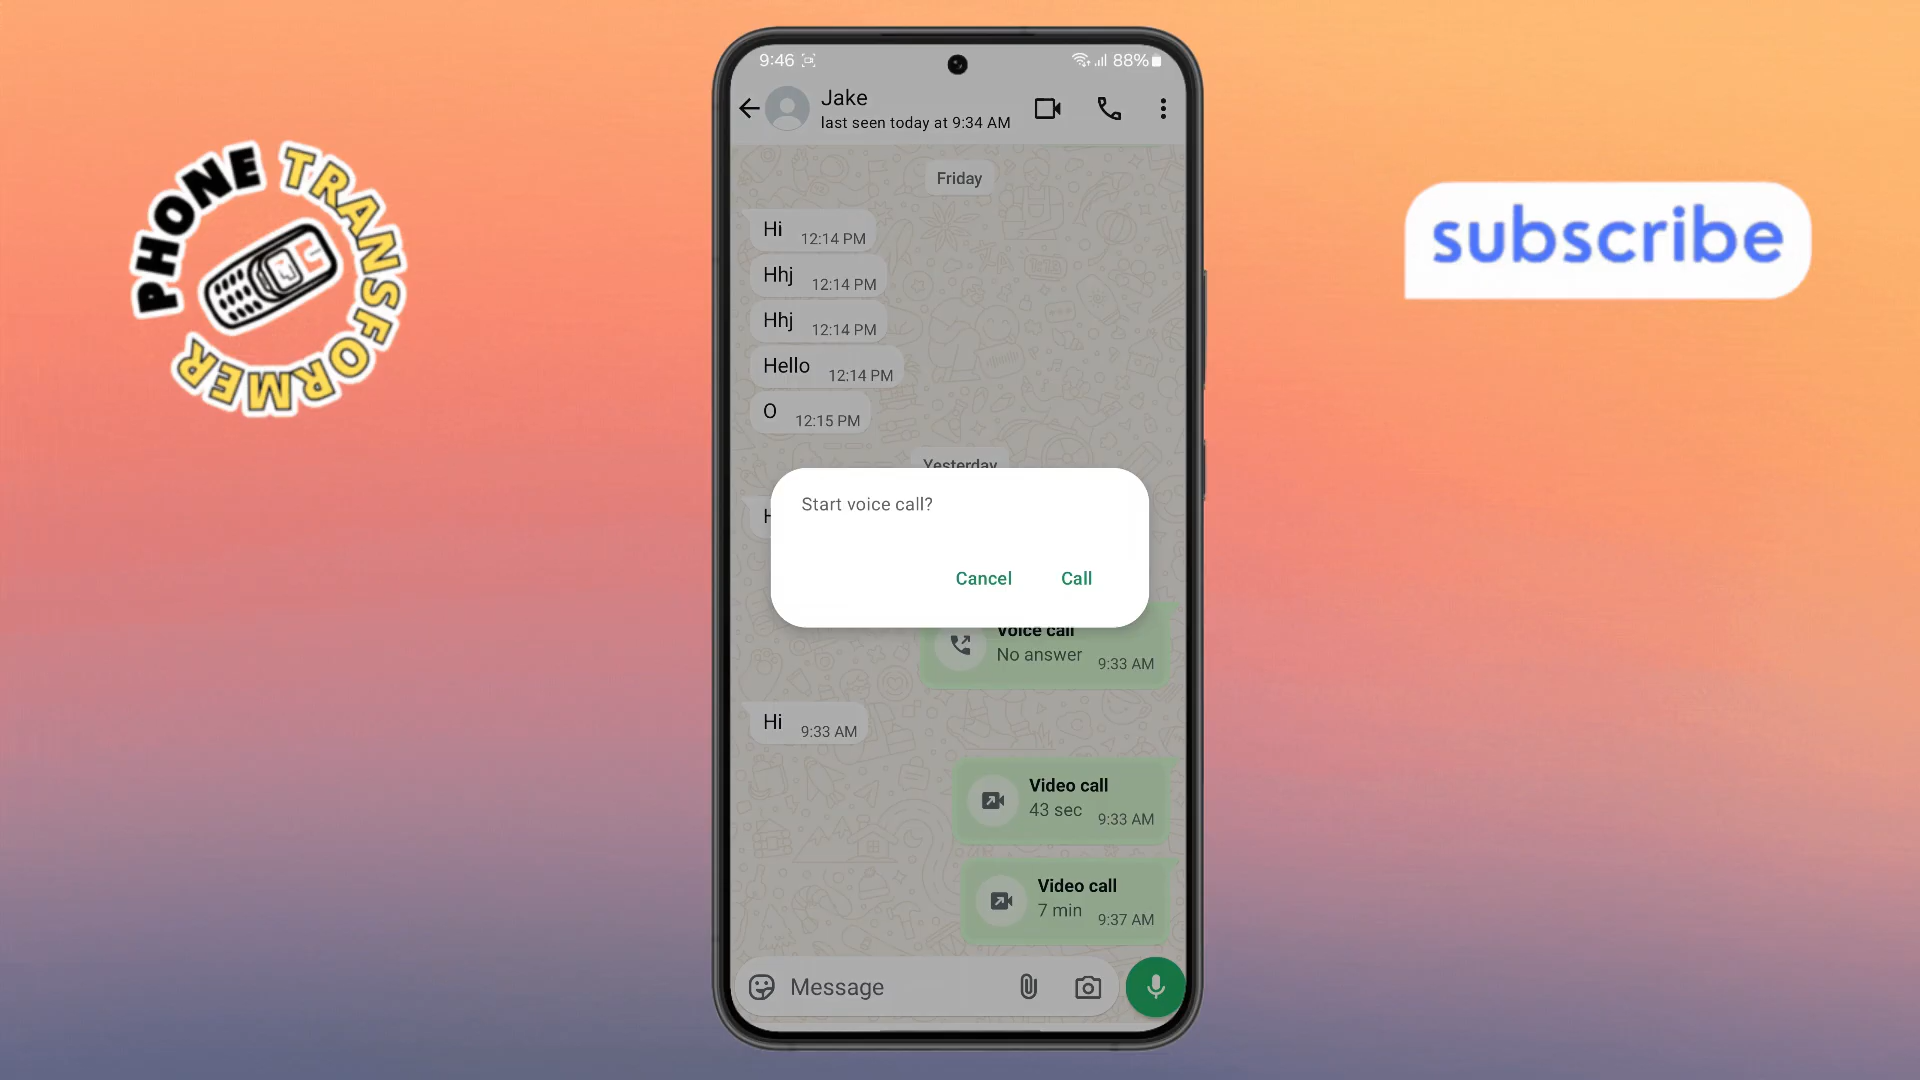 PHONE TRANSFORMER
subscribe
9:46
88%
Jake
last seen today at 9:34 AM
Friday
Hi 12:14 PM
Hhj 12:14 PM
Hhj 12:14 PM
Hello 12:14 PM
O 12:15 PM
Yesterday
Start voice call?
Cancel Call
Voice call
No answer 9:33 AM
Hi 9:33 AM
Video call
43 sec 9:33 AM
Video call
7 min 9:37 AM
Message